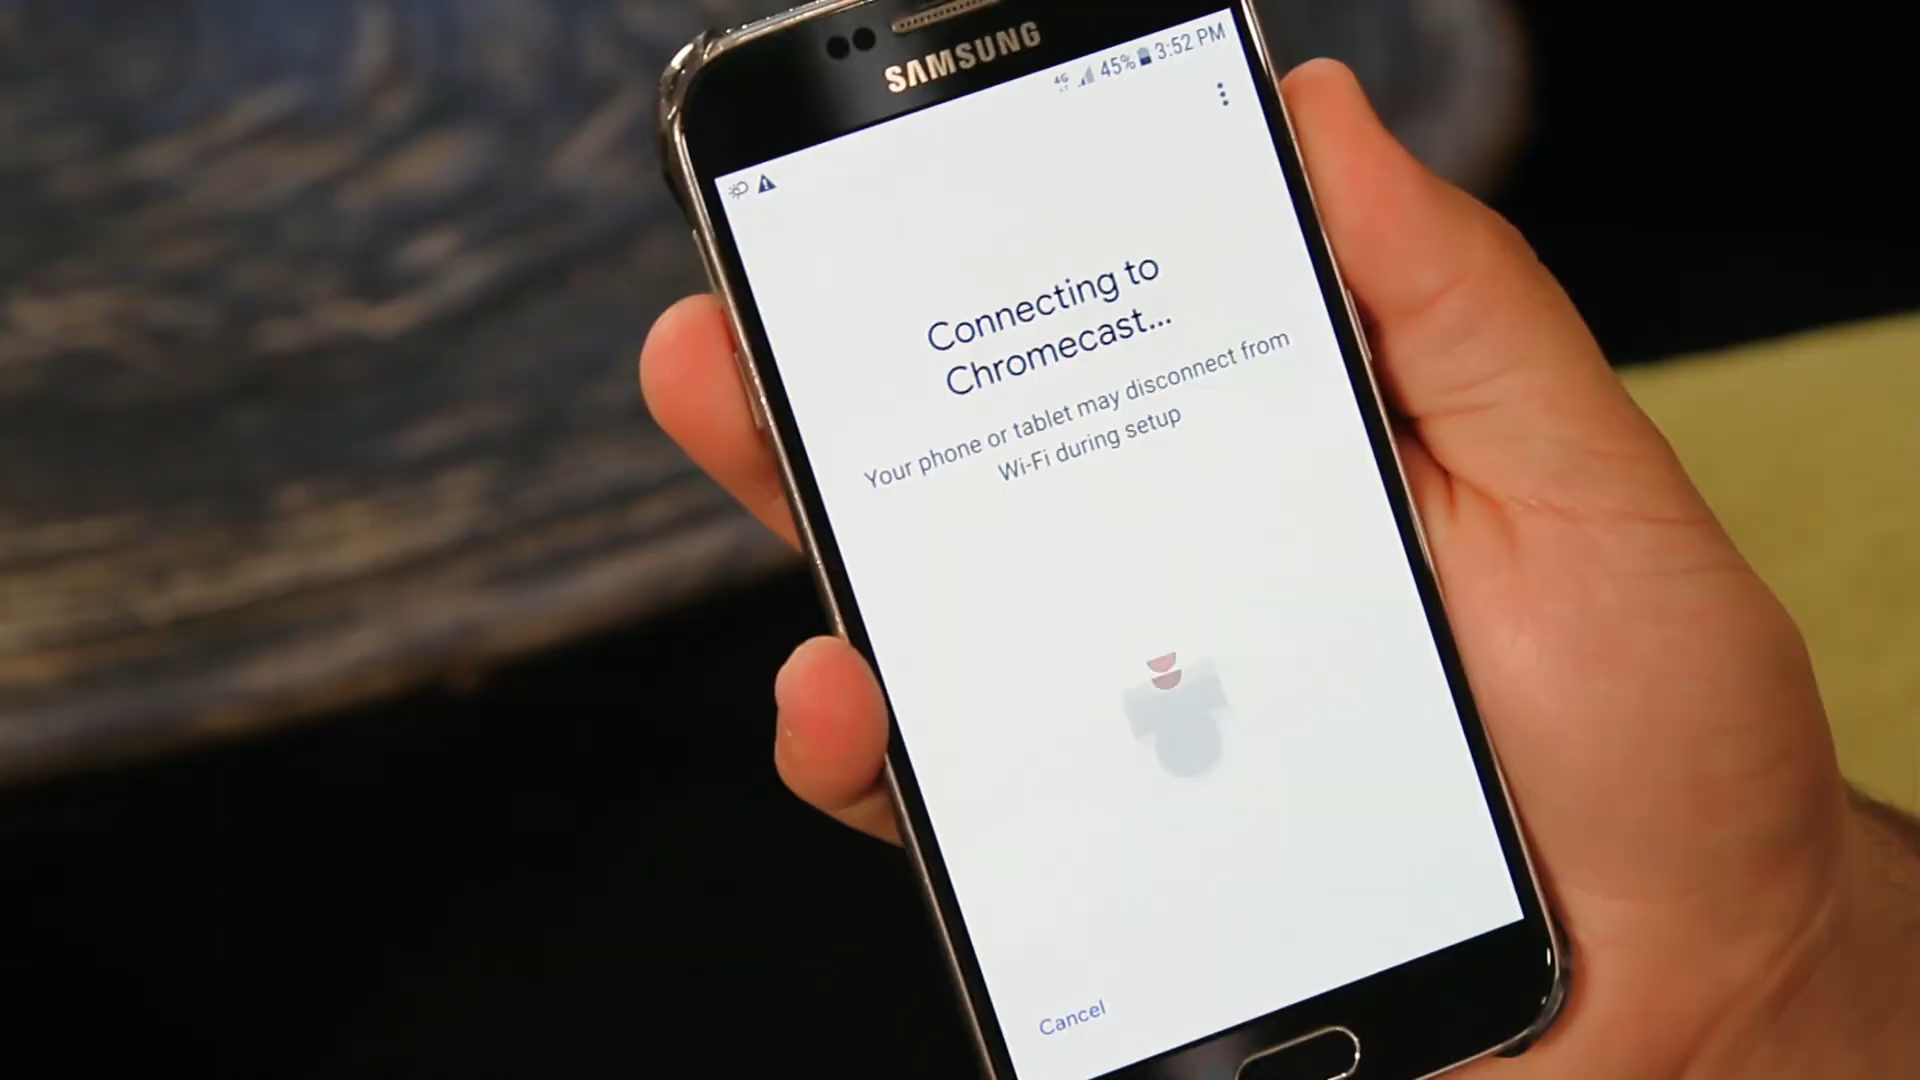 SAMSUNG
4G 45% 3:52 PM
Connecting to
Chromecast...
Your phone or tablet may disconnect from
Wi-Fi during setup
Cancel